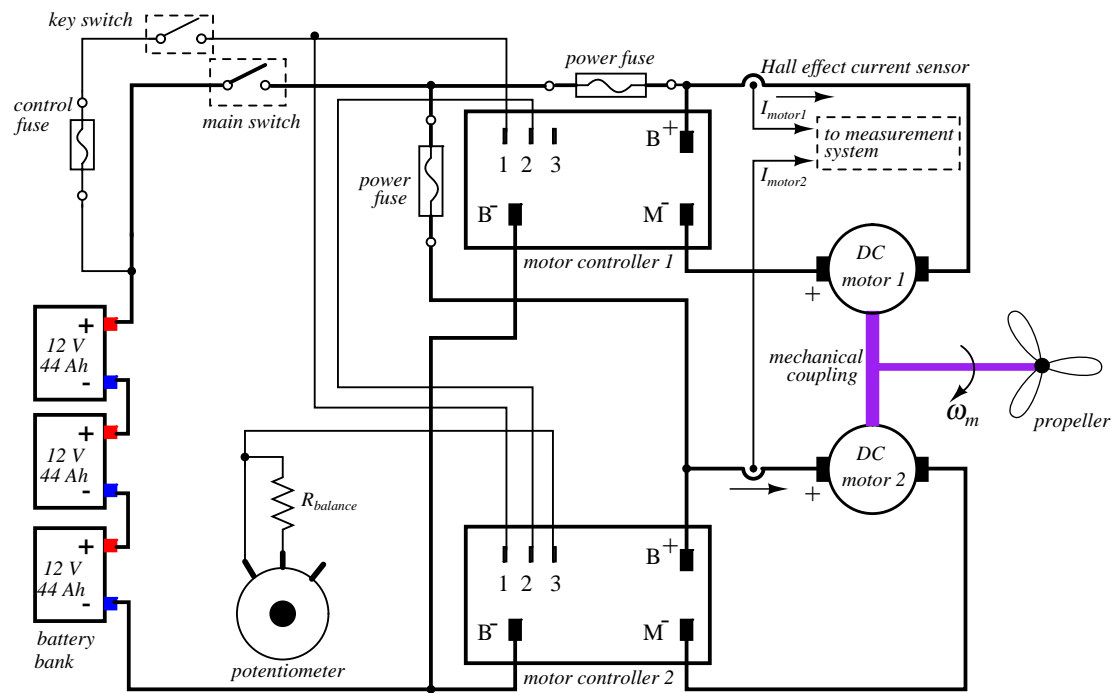 key switch
power fuse
Hall effect current sensor
control
fuse
main switch
I motor1
to measurement
system
1 2 3
B+
power
fuse
I motor2
B-
M-
motor controller 1
DC
motor 1
+
+
12 V
44 Ah
-
mechanical
coupling
ωm
propeller
+
12 V
44 Ah
-
DC
motor 2
+
Rbalance
+
12 V
44 Ah
-
1 2 3
B+
B-
M-
battery
bank
potentiometer
motor controller 2